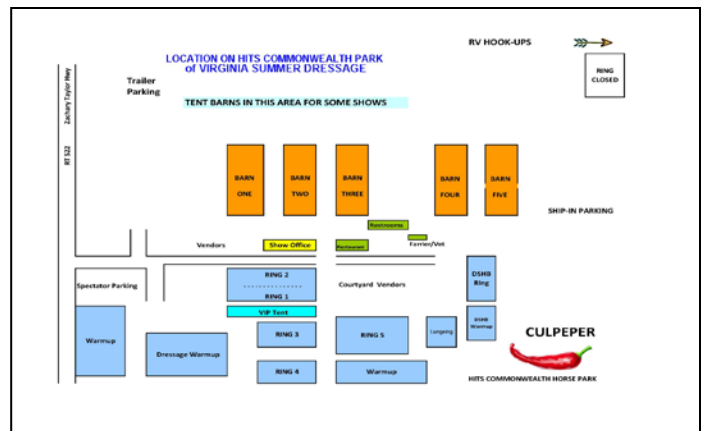 RV HOOK-UPS
LOCATION ON HITS COMMONWEALTH PARK
of VIRGINIA SUMMER DRESSAGE
RING
CLOSED
Trailer
Parking
TENT BARNS IN THIS AREA FOR SOME SHOWS
RT 522 Zachary Taylor Hwy
BARN
ONE
BARN
TWO
BARN
THREE
BARN
FOUR
BARN
FIVE
SHIP-IN PARKING
Restrooms
Vendors
Show Office
Restaurant
Farrier/Vet
Spectator Parking
RING 2
RING 1
Courtyard Vendors
DSHB
Ring
VIP Tent
Warmup
Dressage Warmup
RING 3
RING 5
Lungeing
DSHB
Warmup
CULPEPER
RING 4
Warmup
HITS COMMONWEALTH HORSE PARK